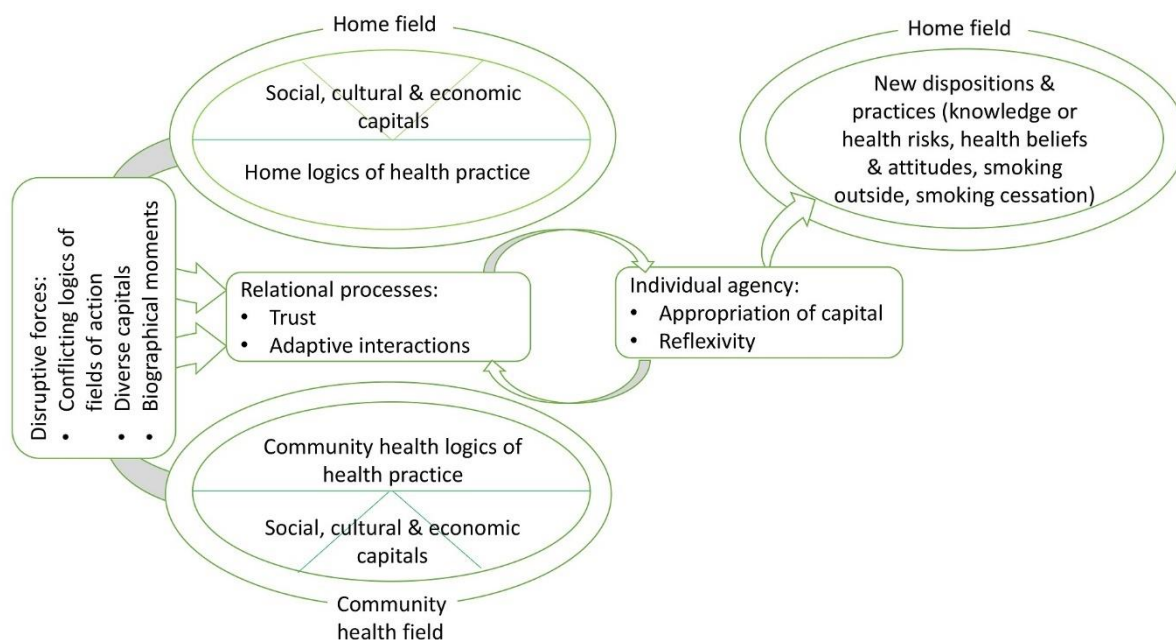 Home field
Social, cultural & economic
capitals
Home logics of health practice
Home field
New dispositions &
practices (knowledge or
health risks, health beliefs
& attitudes, smoking
outside, smoking cessation)
Disruptive forces:
• Conflicting logics of
fields of action
• Diverse capitals
• Biographical moments
Relational processes:
• Trust
• Adaptive interactions
Individual agency:
• Appropriation of capital
• Reflexivity
Community health logics of
health practice
Social, cultural & economic
capitals
Community
health field